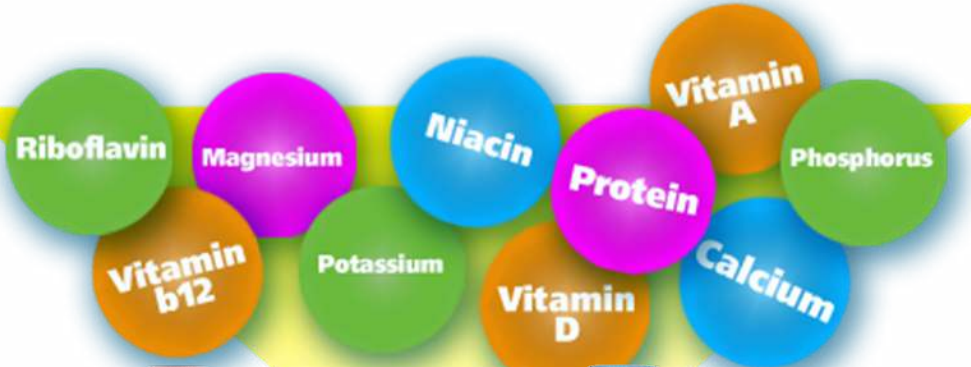 Vitamin
A
Riboflavin
Magnesium
Niacin
Protein
Phosphorus
Vitamin
b12
Potassium
Vitamin
D
Calcium